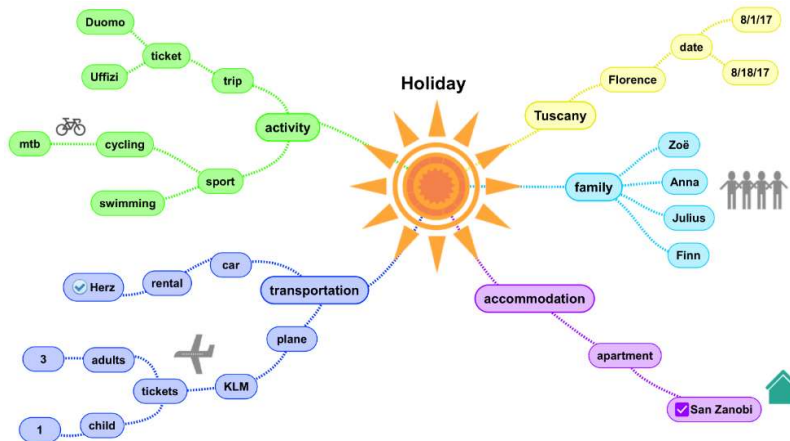 Holiday
Duomo
ticket
Uffizi
trip
activity
mtb
cycling
sport
swimming
8/1/17
date
8/18/17
Florence
Tuscany
Zoë
family
Anna
Julius
Finn
car
Herz
rental
transportation
plane
3
adults
tickets
KLM
child
1
accommodation
apartment
San Zanobi